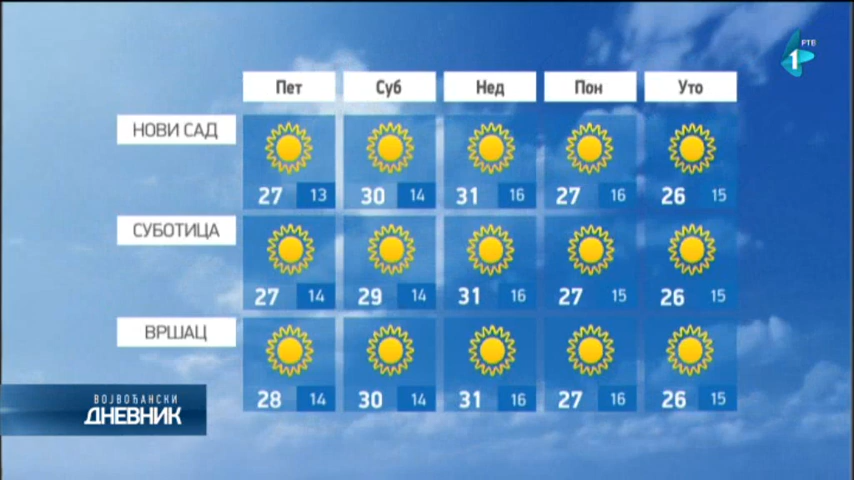 РТВ
1
Пет Суб Нед Пон Уто
НОВИ САД
27 13 30 14 31 16 27 16 26 15
СУБОТИЦА
27 14 29 14 31 16 27 15 26 15
ВРШАЦ
28 14 30 14 31 16 27 16 26 15
ВОЈВОЂАНСКИ
ДНЕВНИК